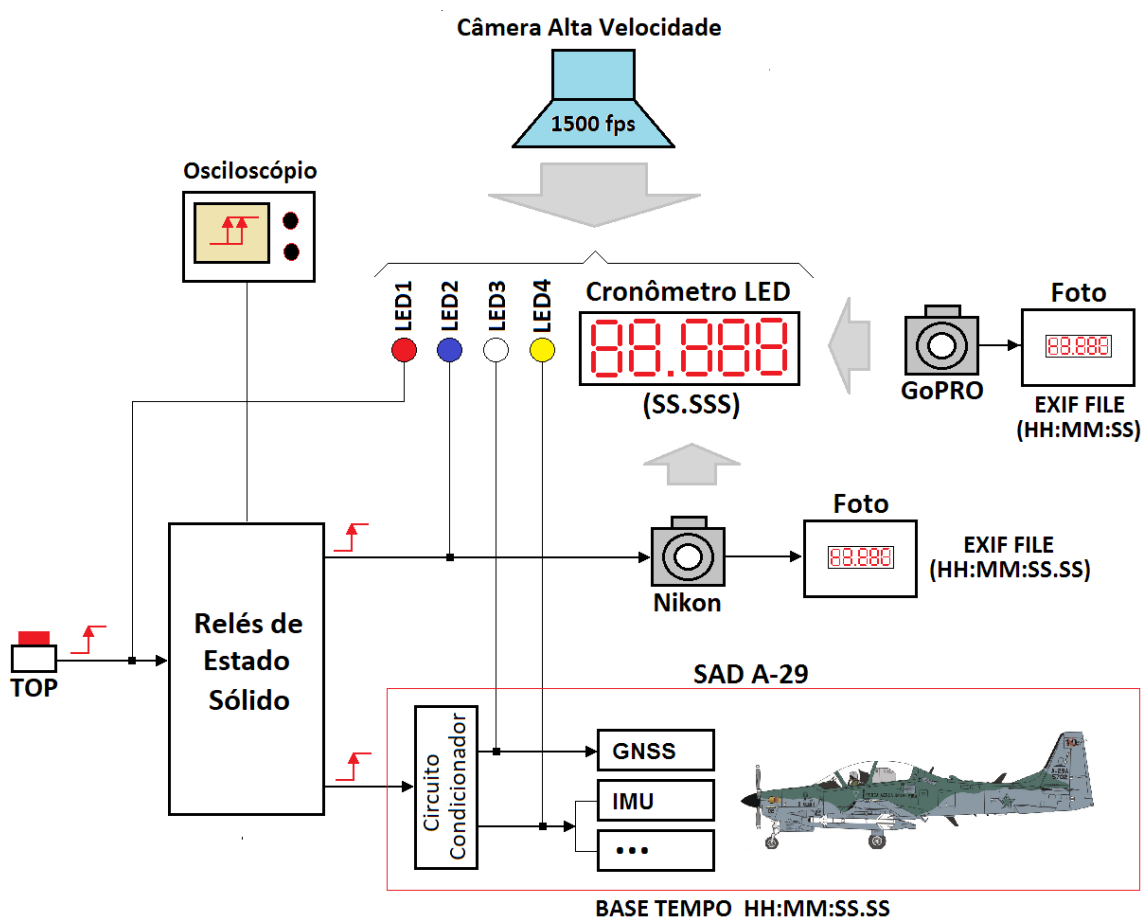 Câmera Alta Velocidade
1500 fps
Osciloscópio
LED1
LED2
LED3
LED4
Cronômetro LED
88.888
(SS.SSS)
GoPRO
Foto
88.888
EXIF FILE
(HH:MM:SS)
Foto
88.888
EXIF FILE
(HH:MM:SS.SS)
Nikon
Relés de
Estado
Sólido
TOP
SAD A-29
Circuito
Condicionador
GNSS
IMU
•••
BASE TEMPO HH:MM:SS.SS